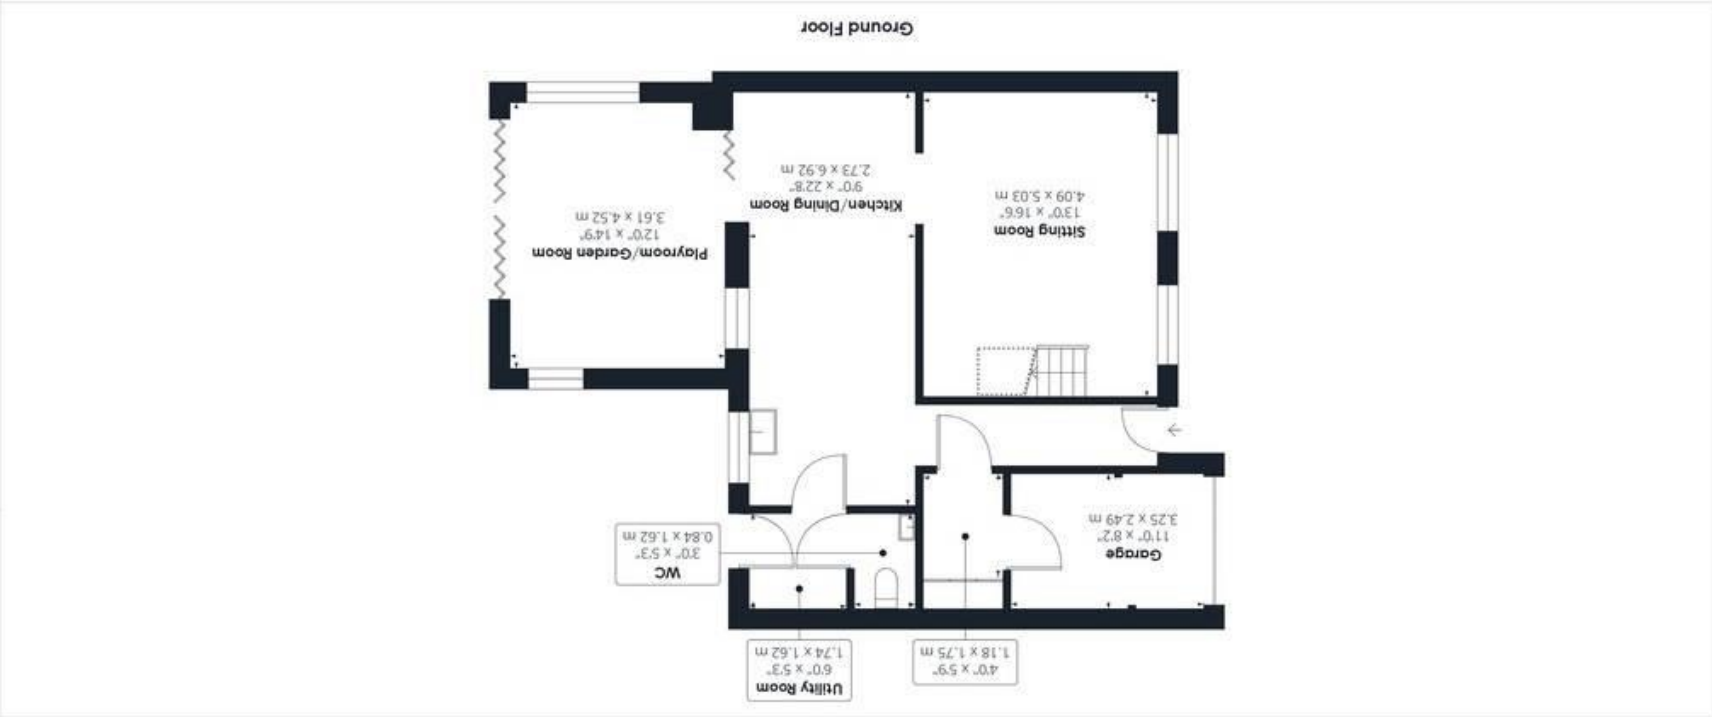 4'0" x 5'9"
1.18 x 1.75 m
Utility Room
6'0" x 5'3"
1.74 x 1.62 m
Garage
11'0" x 8'2"
3.25 x 2.49 m
WC
3'0" x 5'3"
0.84 x 1.62 m
Sitting Room
13'0" x 16'6"
4.09 x 5.03 m
Kitchen/Dining Room
9'0" x 22'8"
2.73 x 6.92 m
Playroom/Garden Room
12'0" x 14'9"
3.61 x 4.52 m
Ground Floor